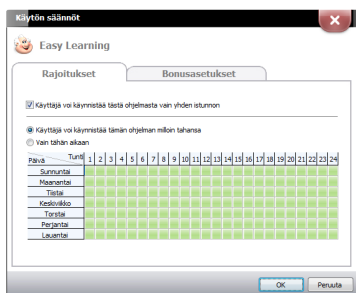 Käytön säännöt
Easy Learning
Rajoitukset
Bonusasetukset
Käyttäjä voi käynnistää tästä ohjelmasta vain yhden istunnon
Käyttäjä voi käynnistää tämän ohjelman milloin tahansa
Vain tähän aikaan
Päivä Tunti 1 2 3 4 5 6 7 8 9 10 11 12 13 14 15 16 17 18 19 20 21 22 23 24
Sunnuntai
Maanantai
Tiistai
Keskiviikko
Torstai
Perjantai
Lauantai
OK Peruuta